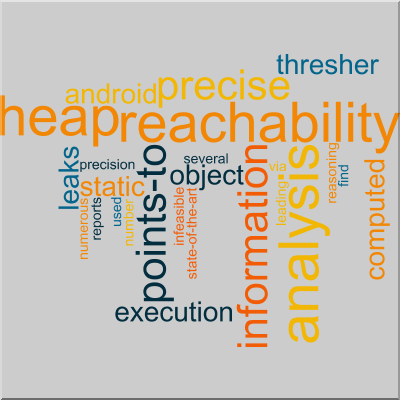 thresher
android
precise
heap
reachability
leaks
precision
several
object
static
points-to
information
via
leading
analysis
reasoning
find
computed
numerous
reports
used
number
infeasible
state-of-the-art
execution